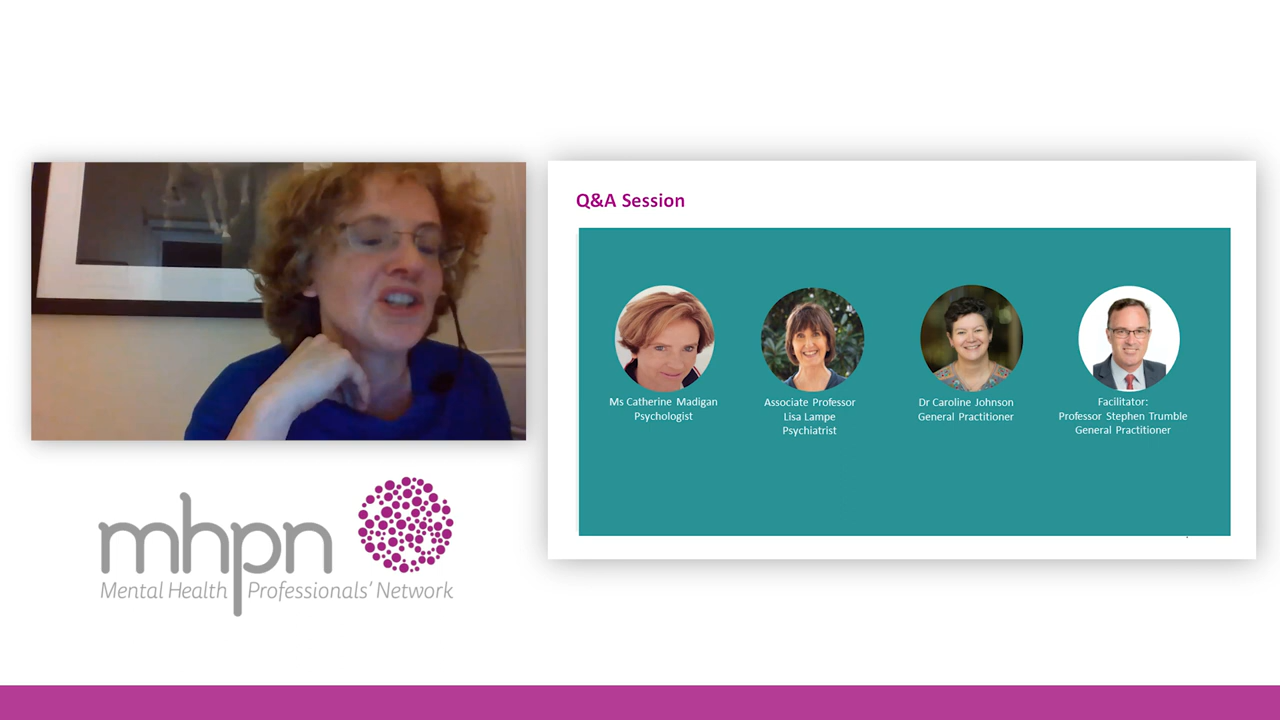 Q&A Session
Ms Catherine Madigan
Psychologist
Associate Professor
Lisa Lampe
Psychiatrist
Dr Caroline Johnson
General Practitioner
Facilitator:
Professor Stephen Trumble
General Practitioner
mhpn
Mental Health Professionals' Network